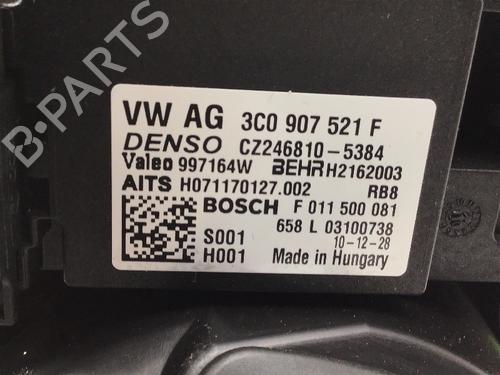 VW AG 3C0 907 521 F
DENSO CZ246810-5384
Valeo 997164W BEHR H2162003
AITS H071170127.002 RB8
BOSCH F 011 500 081
658 L 03100738
S001 10-12-28
H001 Made in Hungary